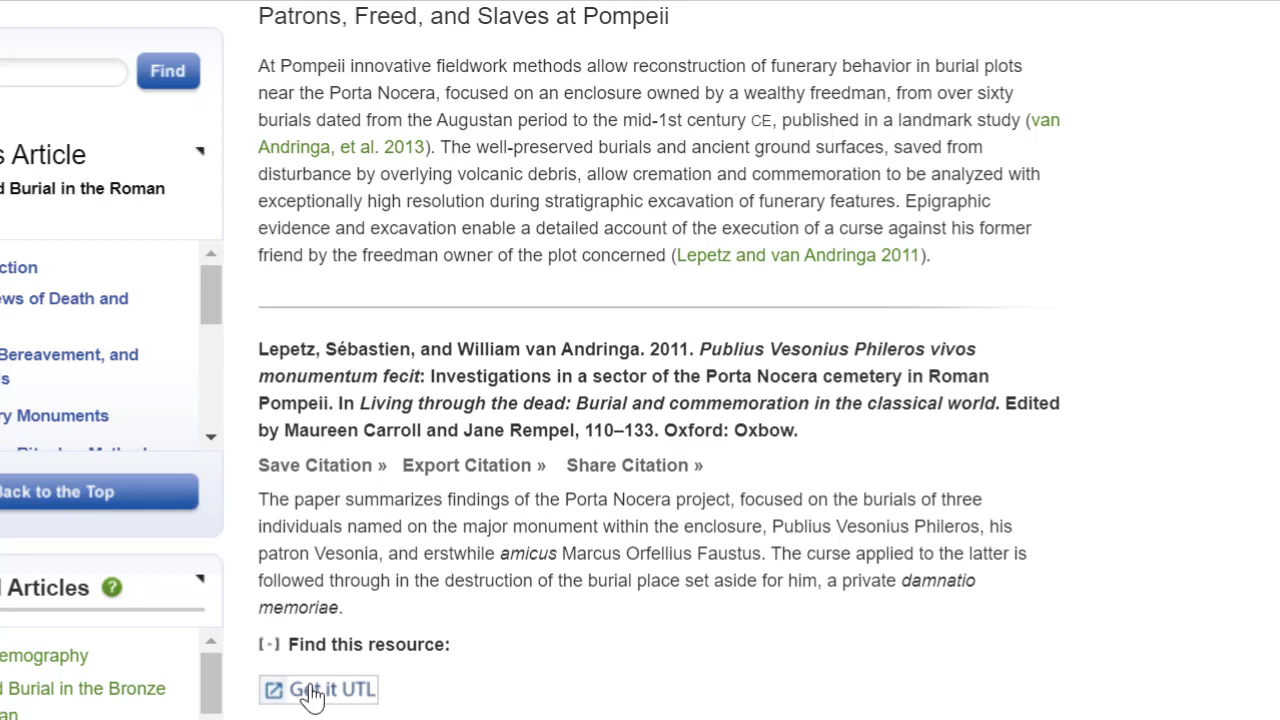 Patrons, Freed, and Slaves at Pompeii
Find
s Article
d Burial in the Roman
ction
ews of Death and
Bereavement, and
s
ry Monuments
Back to the Top
Articles
emography
d Burial in the Bronze
an
At Pompeii innovative fieldwork methods allow reconstruction of funerary behavior in burial plots
near the Porta Nocera, focused on an enclosure owned by a wealthy freedman, from over sixty
burials dated from the Augustan period to the mid-1st century CE, published in a landmark study (van
Andringa, et al. 2013). The well-preserved burials and ancient ground surfaces, saved from
disturbance by overlying volcanic debris, allow cremation and commemoration to be analyzed with
exceptionally high resolution during stratigraphic excavation of funerary features. Epigraphic
evidence and excavation enable a detailed account of the execution of a curse against his former
friend by the freedman owner of the plot concerned (Lepetz and van Andringa 2011).
Lepetz, Sébastien, and William van Andringa. 2011. Publius Vesonius Phileros vivos
monumentum fecit: Investigations in a sector of the Porta Nocera cemetery in Roman
Pompeii. In Living through the dead: Burial and commemoration in the classical world. Edited
by Maureen Carroll and Jane Rempel, 110–133. Oxford: Oxbow.
Save Citation » Export Citation » Share Citation »
The paper summarizes findings of the Porta Nocera project, focused on the burials of three
individuals named on the major monument within the enclosure, Publius Vesonius Phileros, his
patron Vesonia, and erstwhile amicus Marcus Orfellius Faustus. The curse applied to the latter is
followed through in the destruction of the burial place set aside for him, a private damnatio
memoriae.
[-] Find this resource:
Get it UTL